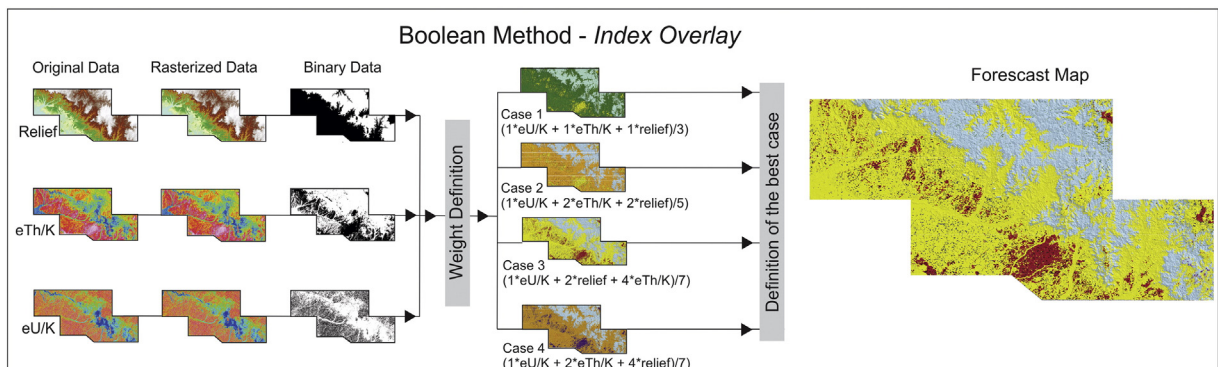 Boolean Method - Index Overlay
Original Data
Rasterized Data
Binary Data
Relief
eTh/K
eU/K
Weight Definition
Case 1
(1*eU/K + 1*eTh/K + 1*relief)/3)
Case 2
(1*eU/K + 2*eTh/K + 2*relief)/5)
Case 3
(1*eU/K + 2*relief + 4*eTh/K)/7)
Case 4
(1*eU/K + 2*eTh/K + 4*relief)/7)
Definition of the best case
Forescast Map